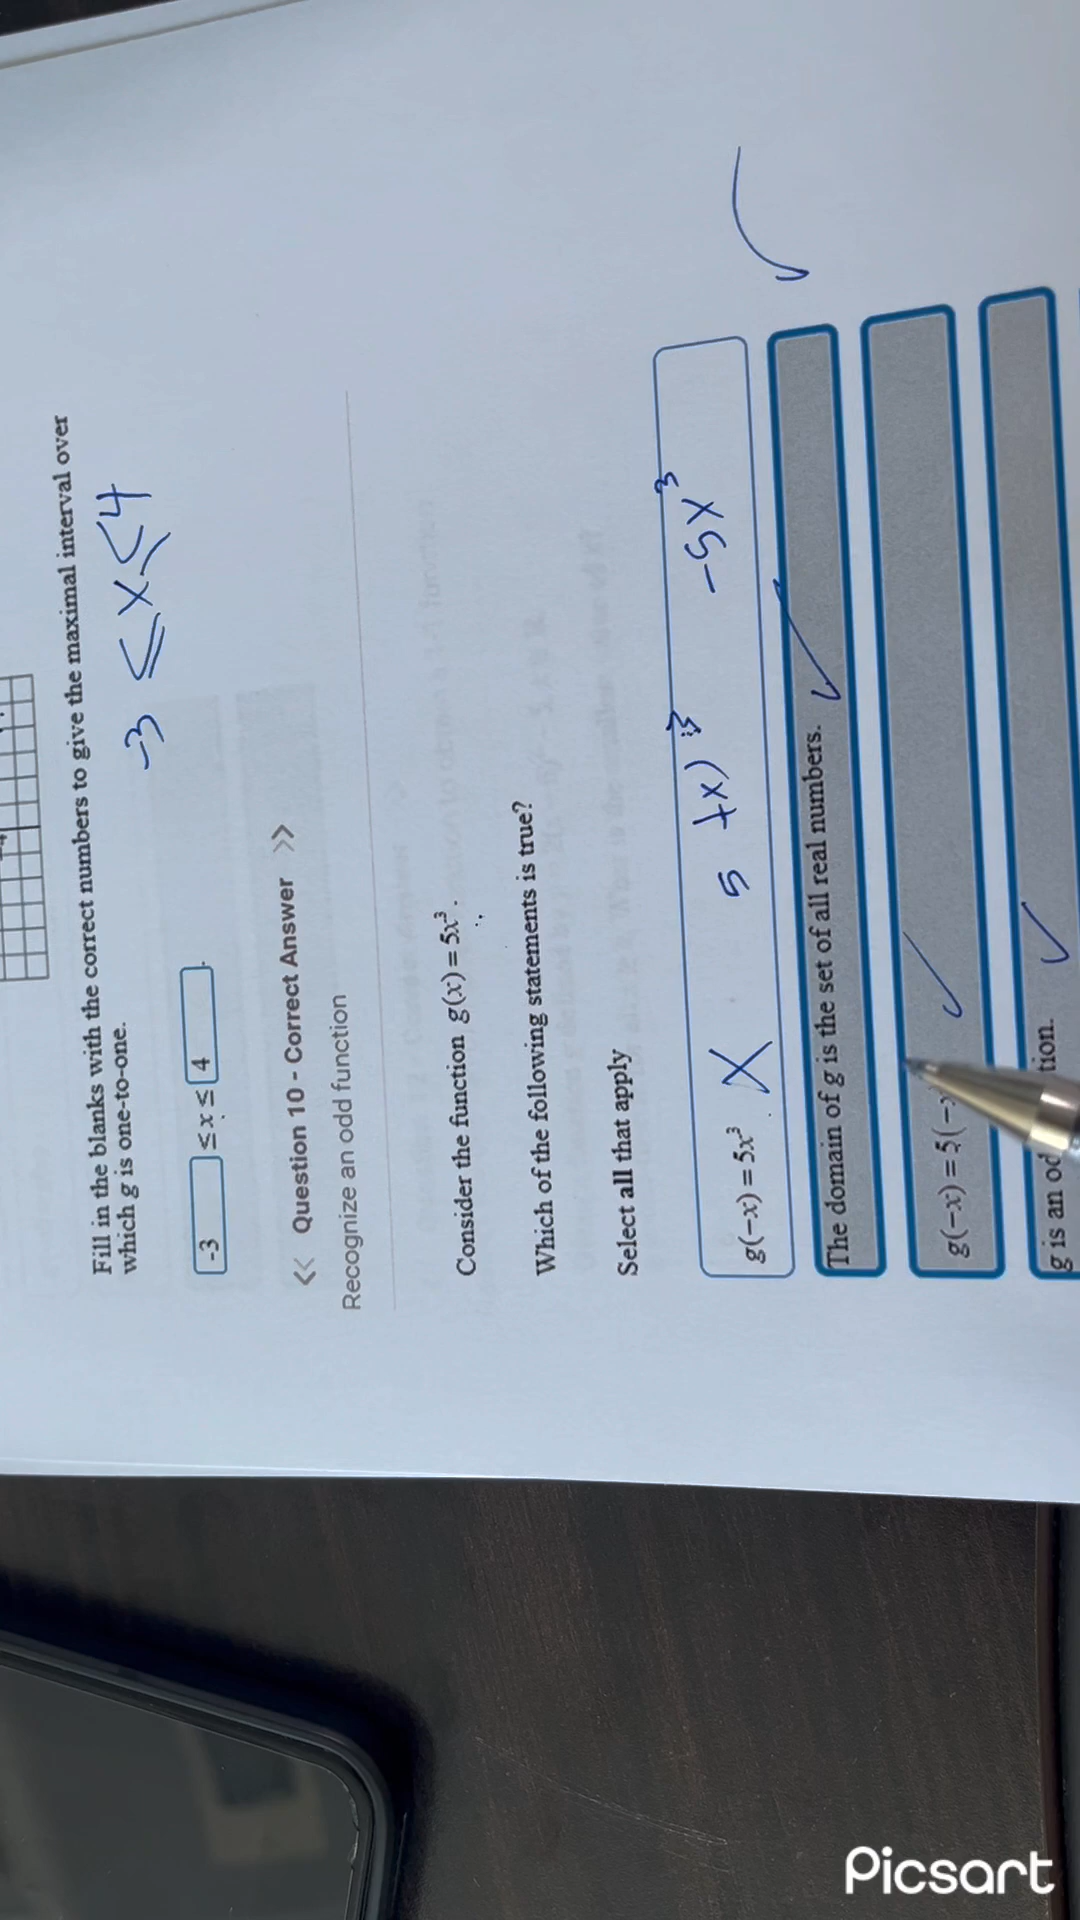 Fill in the blanks with the correct numbers to give the maximal interval over
which g is one-to-one.
-3 ≤ x ≤ 4
-3 ≤ x ≤ 4.
<< Question 10 - Correct Answer >>
Recognize an odd function
Consider the function g(x) = 5x³.
Which of the following statements is true?
Select all that apply
g(−x) = 5x³ X 5 (x)³ -5x³
The domain of g is the set of all real numbers. ✓
g(−x) = 5(− ✓
g is an tion. ✓
Picsart